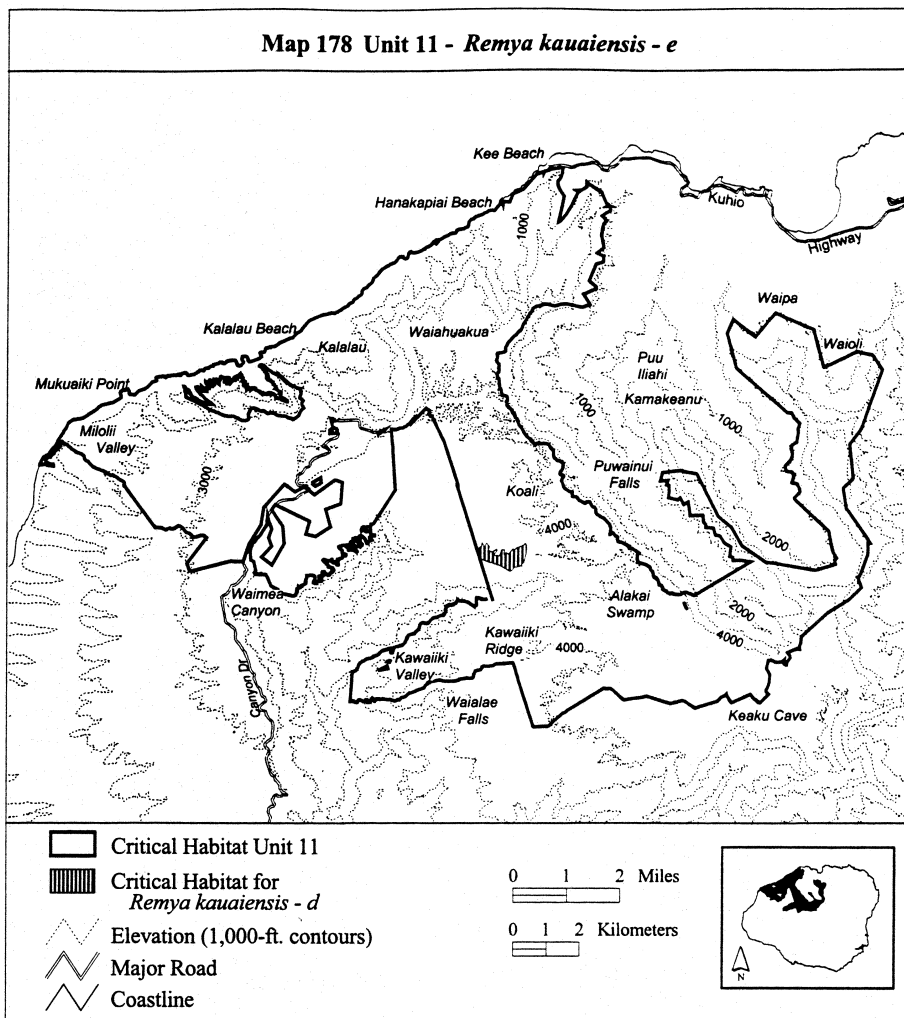 Map 178 Unit 11 - Remya kauaiensis - e
Kee Beach
Hanakapiai Beach
Kuhio
Highway
1000
Waipa
Kalalau Beach
Waiahuakua
Kalalau
Waioli
Puu
Iliahi
Mukuaiki Point
Kamakeanu
1000
1000
Milolii
Valley
3000
Puwainui
Falls
Koali
4000
2000
Waimea
Canyon
Alakai
Swamp
2000
4000
Kawaiiki
Ridge
4000
Kawaiiki
Valley
Canyon Dr
Waialae
Falls
Keaku Cave
Critical Habitat Unit 11
Critical Habitat for
Remya kauaiensis - d
Elevation (1,000-ft. contours)
Major Road
Coastline
0 1 2 Miles
0 1 2 Kilometers
N